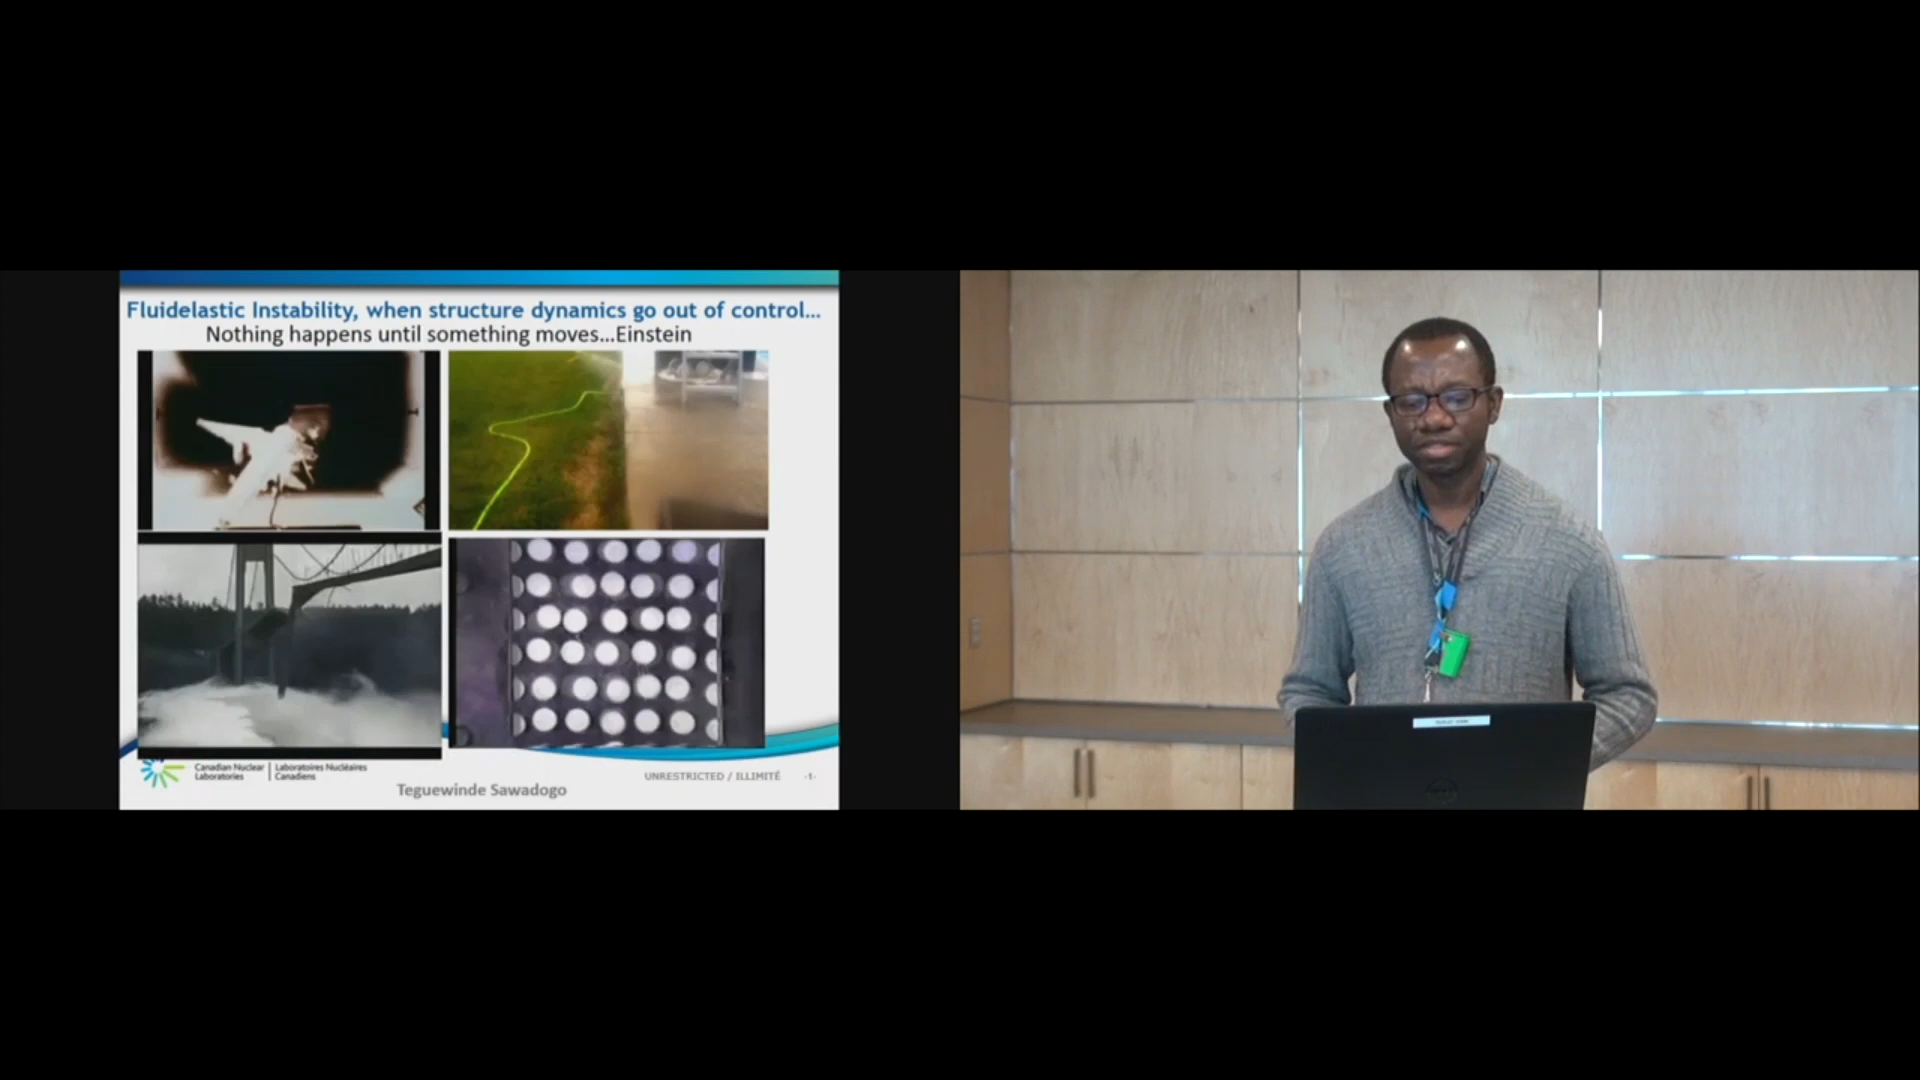 Fluidelastic Instability, when structure dynamics go out of control...
Nothing happens until something moves...Einstein
Canadian Nuclear Laboratories
Laboratoires Nucléaires Canadiens
Teguewinde Sawadogo
UNRESTRICTED / ILLIMITÉ
-1-